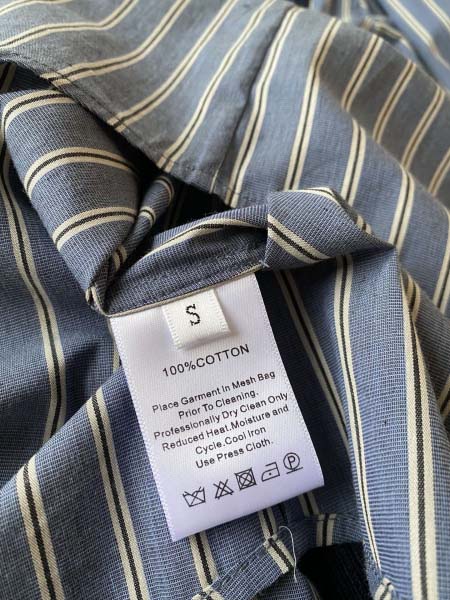 S
100%COTTON
Place Garment In Mesh Bag
Prior To Cleaning.
Professionally Dry Clean Only
Reduced Heat.Moisture and
Cycle.Cool Iron
Use Press Cloth.
P